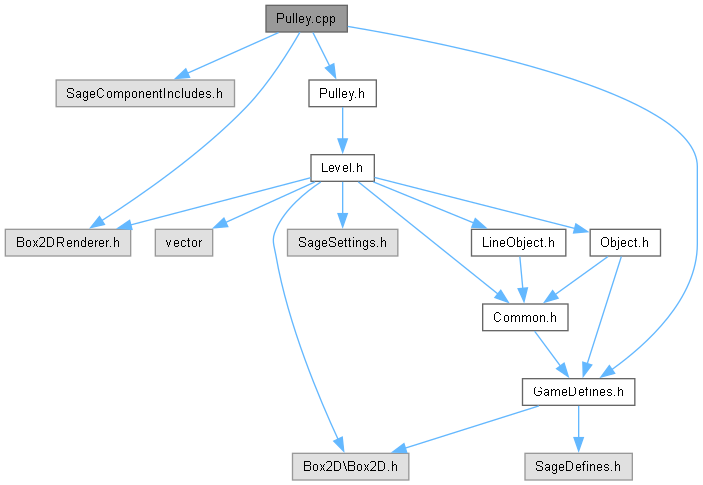 Pulley.cpp
SageComponentIncludes.h
Pulley.h
Level.h
Box2DRenderer.h
vector
SageSettings.h
LineObject.h
Object.h
Common.h
GameDefines.h
Box2D\Box2D.h
SageDefines.h